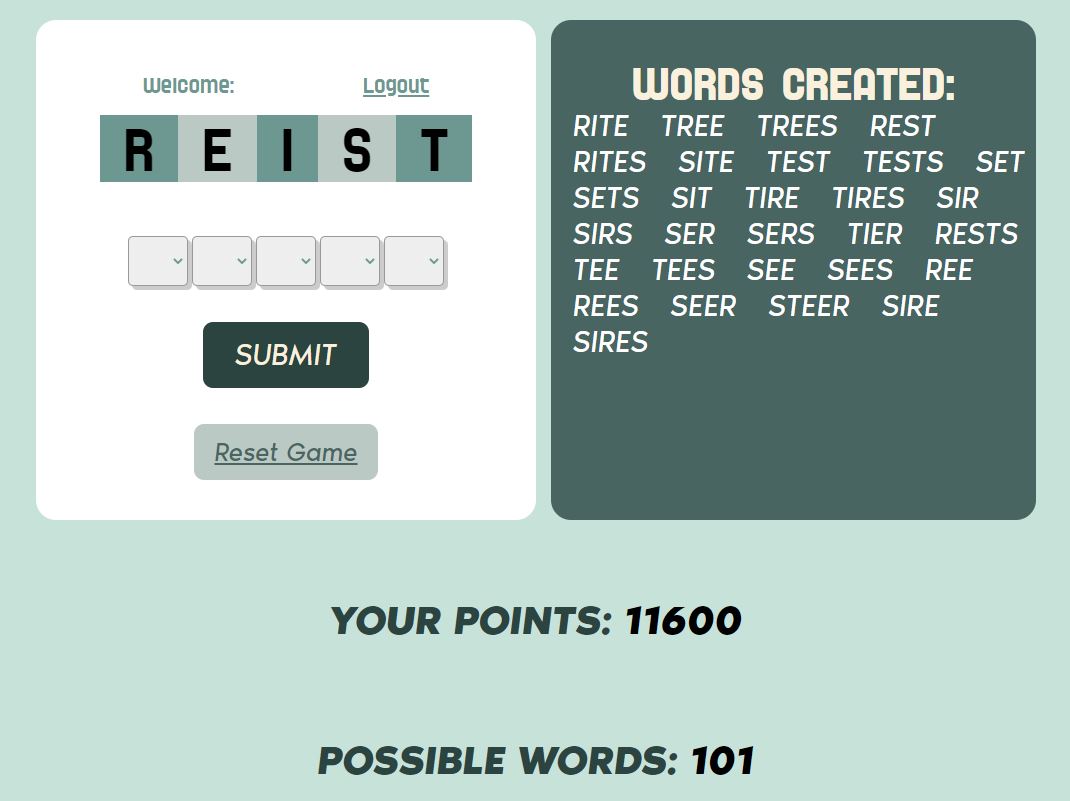 Welcome:
Logout
R E I S T
SUBMIT
Reset Game
WORDS CREATED:
RITE TREE TREES REST
RITES SITE TEST TESTS SET
SETS SIT TIRE TIRES SIR
SIRS SER SERS TIER RESTS
TEE TEES SEE SEES REE
REES SEER STEER SIRE
SIRES
YOUR POINTS: 11600
POSSIBLE WORDS: 101